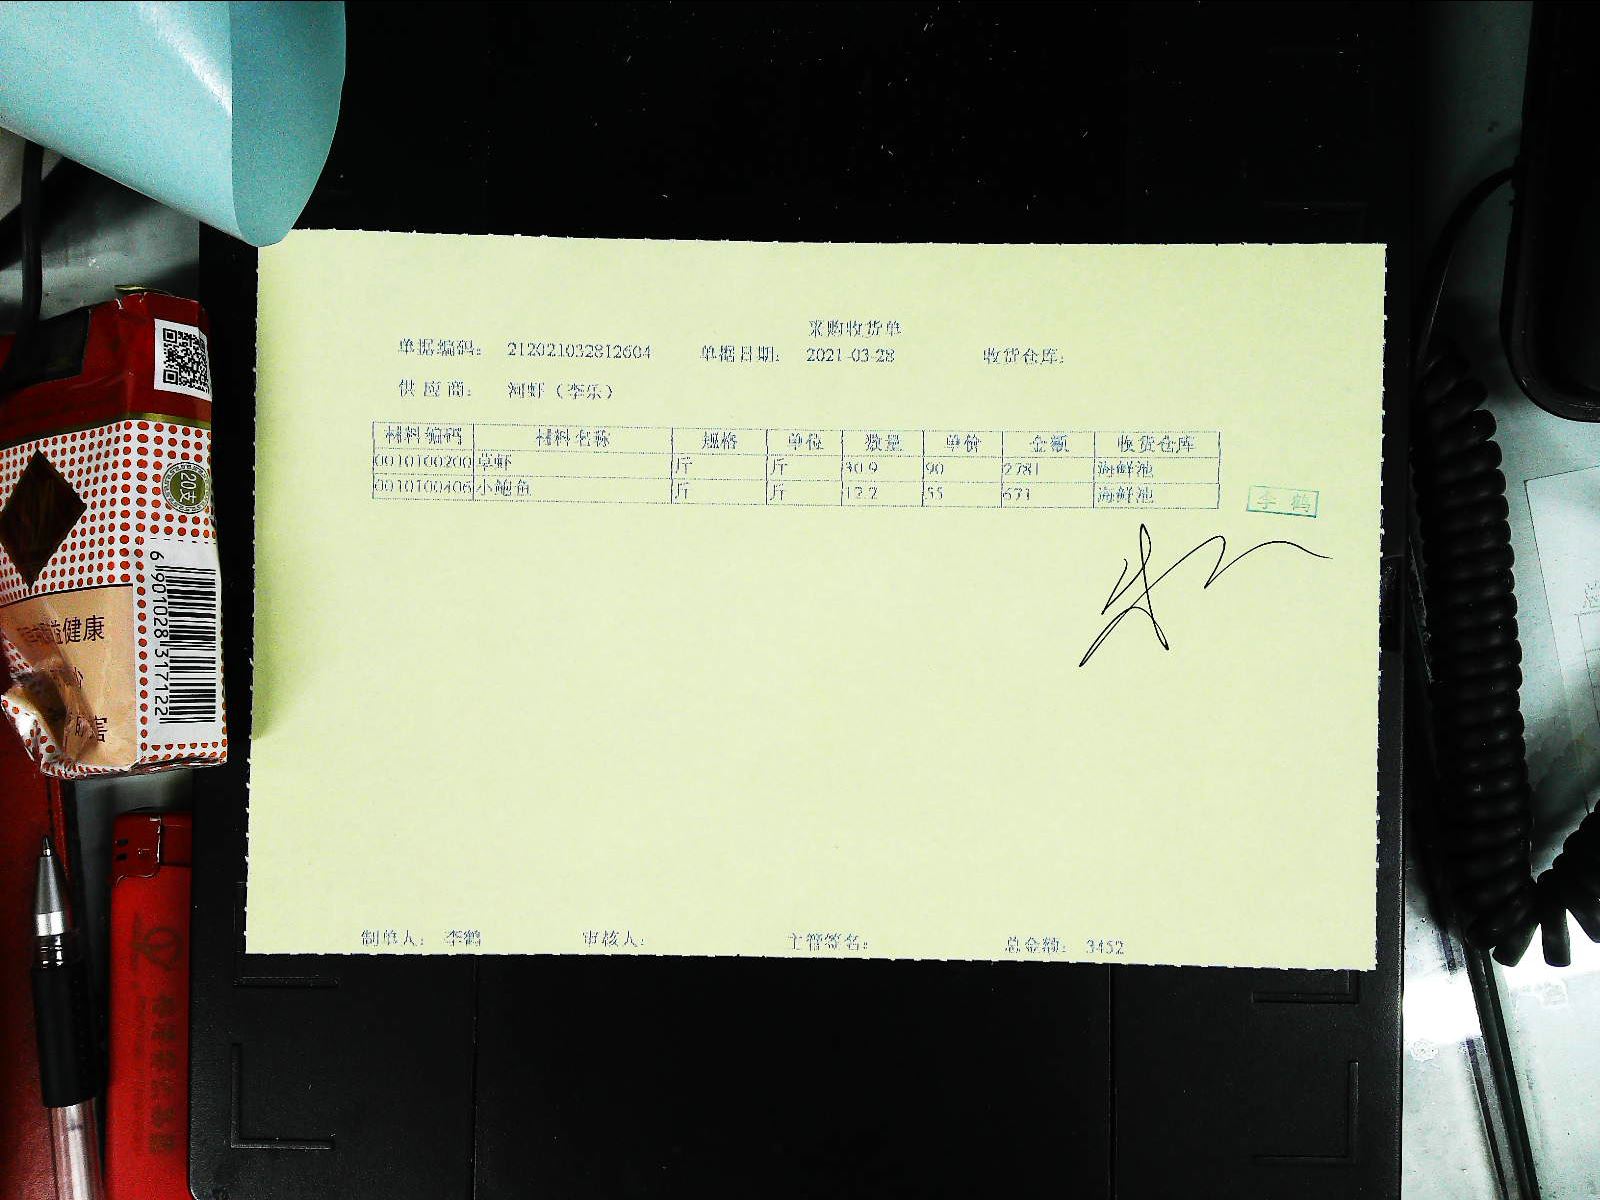 采购收货单
单据编码: 212021032812604 单据日期: 2021-03-28 收货仓库:
供应商: 河虾（李乐）
材料编码 材料名称 规格 单位 数量 单价 金额 收货仓库
0010100200 草虾 斤 斤 30.9 90 2781 海鲜池
0010100406 小鲍鱼 斤 斤 12.2 55 671 海鲜池
李鹤
制单人: 李鹤 审核人: 主管签名: 总金额: 3452
20支
健康
害
6 901028 317122